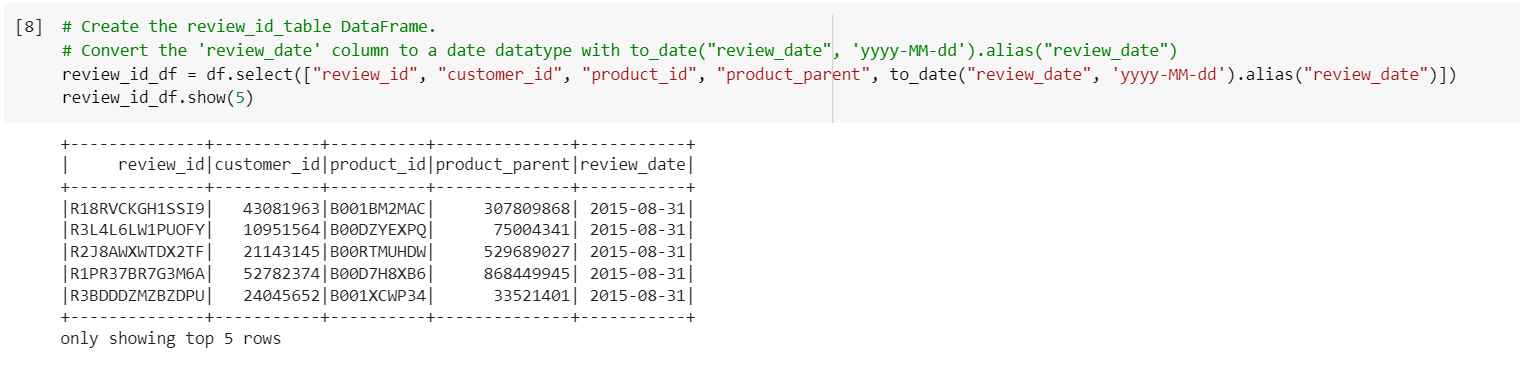 [8] # Create the review_id_table DataFrame.
# Convert the 'review_date' column to a date datatype with to_date("review_date", 'yyyy-MM-dd').alias("review_date")
review_id_df = df.select(["review_id", "customer_id", "product_id", "product_parent", to_date("review_date", 'yyyy-MM-dd').alias("review_date")])
review_id_df.show(5)
+--------------+-----------+----------+--------------+-----------+
|     review_id|customer_id|product_id|product_parent|review_date|
+--------------+-----------+----------+--------------+-----------+
|R18RVCKGH1SSI9|   43081963|B001BM2MAC|     307809868| 2015-08-31|
|R3L4L6LW1PUOFY|   10951564|B00DZYEXPQ|      75004341| 2015-08-31|
|R2J8AWXWTDX2TF|   21143145|B00RTMUHDW|     529689027| 2015-08-31|
|R1PR37BR7G3M6A|   52782374|B00D7H8XB6|     868449945| 2015-08-31|
|R3BDDDZMZBZDPU|   24045652|B001XCWP34|      33521401| 2015-08-31|
+--------------+-----------+----------+--------------+-----------+
only showing top 5 rows